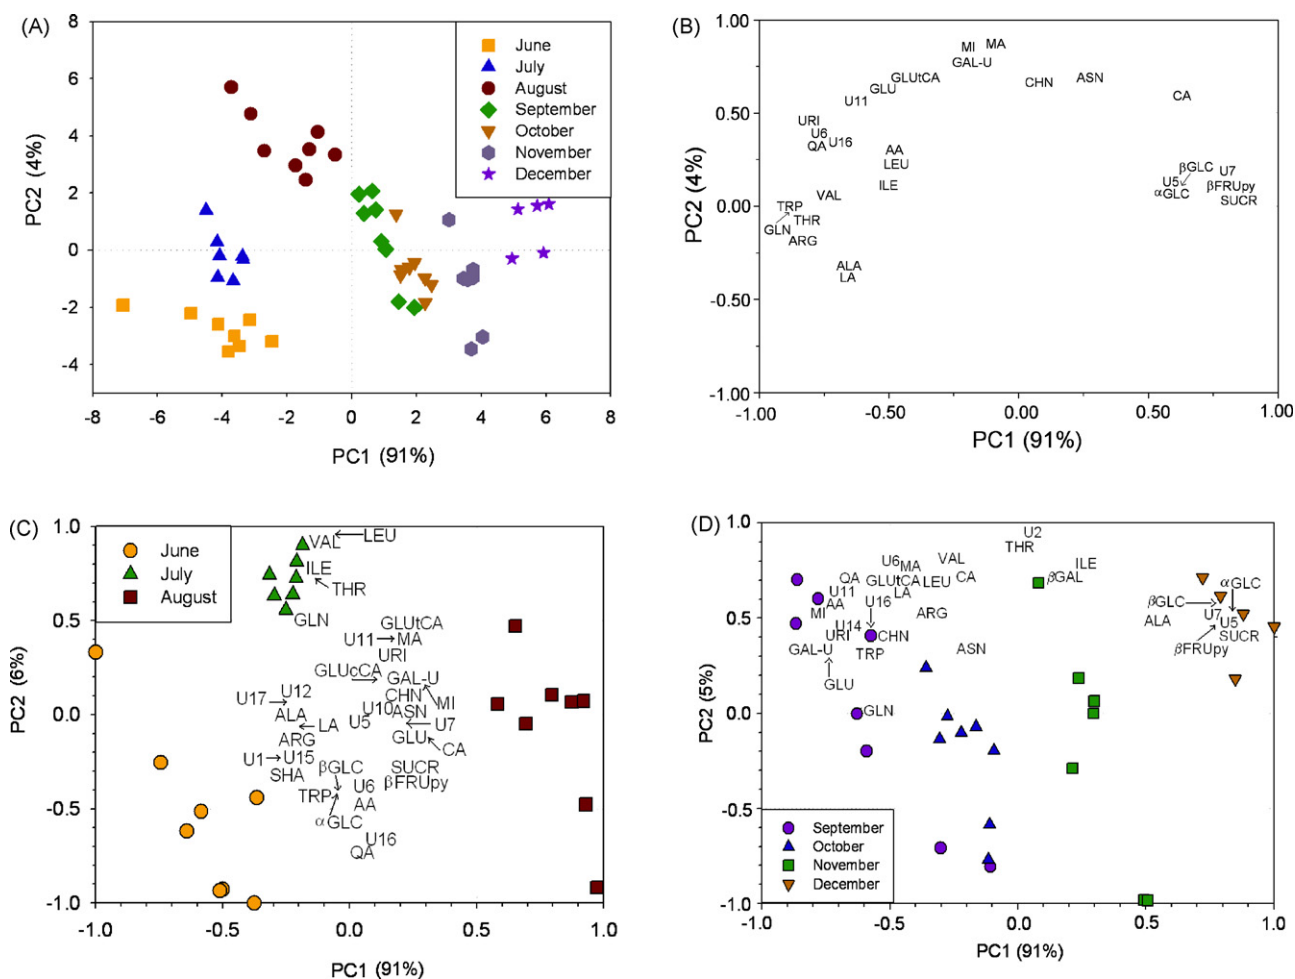 (A)
8
6
4
2
0
-2
-4
PC2 (4%)
-8
-6
-4
-2
0
2
4
6
8
PC1 (91%)
June
July
August
September
October
November
December
(B)
1.00
0.50
0.00
-0.50
-1.00
PC2 (4%)
MI MA
GAL-U
GLUtCA
GLU
U11
CHN
ASN
CA
URI
U6 U16
QA
AA
LEU
ILE
VAL
TRP
THR
GLN
ARG
ALA
LA
βGLC U7
U5
βFRUpy
αGLC
SUCR
-1.00
-0.50
0.00
0.50
1.00
PC1 (91%)
(C)
1.0
0.5
0.0
-0.5
-1.0
PC2 (6%)
June
July
August
VAL LEU
ILE
THR
GLN
GLUtCA
U11 MA
URI
GLUcCA
GAL-U
U17 U12
CHN MI
ALA
U10
ASN
LA U5 U7
ARG GLU
CA
U1 U15
SHA βGLC SUCR
βFRUpy
TRP U6
AA
αGLC
U16
QA
-1.0
-0.5
0.0
0.5
1.0
PC1 (91%)
(D)
1.0
0.5
0.0
-0.5
-1.0
PC2 (5%)
U2
THR
U6 MA VAL
ILE
QA GLUtCA LEU CA
βGAL
U11 LA
αGLC
AA U16
βGLC
MI
ARG
U7
ALA
U5
U14
URI CHN
SUCR
GAL-U TRP ASN
βFRUpy
GLU
GLN
September
October
November
December
-1.0
-0.5
0.0
0.5
1.0
PC1 (91%)